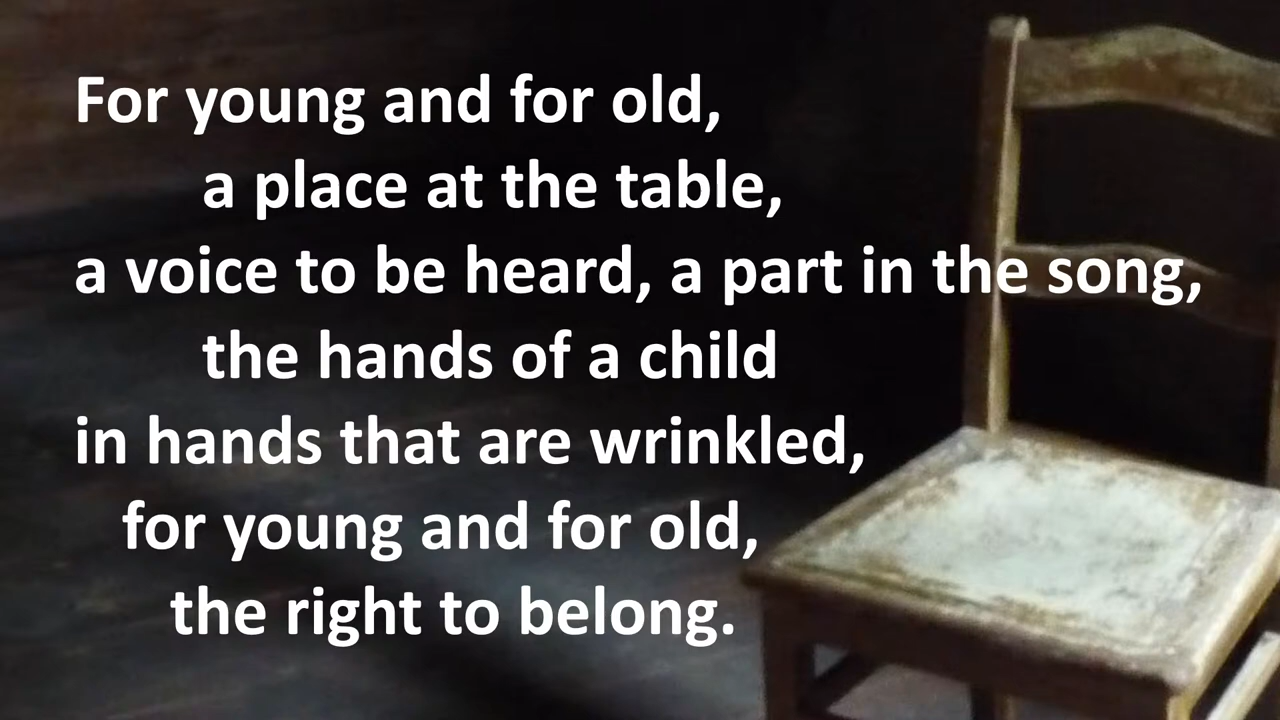 For young and for old,
a place at the table,
a voice to be heard, a part in the song,
the hands of a child
in hands that are wrinkled,
for young and for old,
the right to belong.